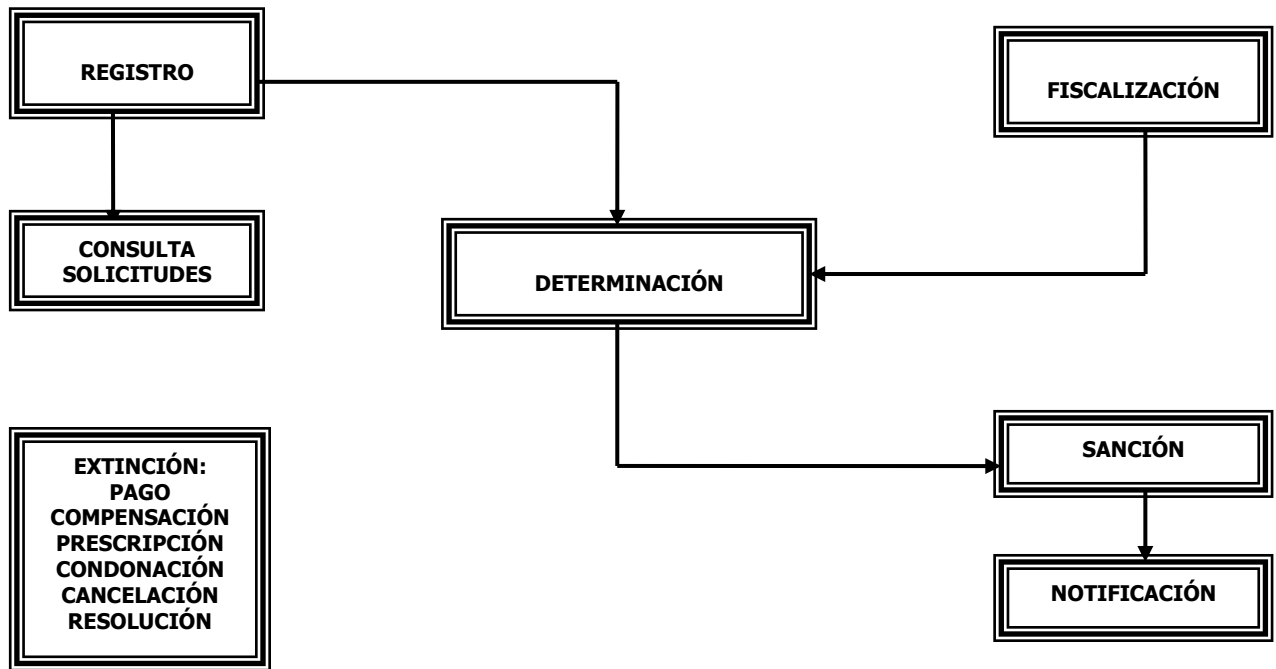 REGISTRO
FISCALIZACIÓN
CONSULTA
SOLICITUDES
DETERMINACIÓN
EXTINCIÓN:
PAGO
COMPENSACIÓN
PRESCRIPCIÓN
CONDONACIÓN
CANCELACIÓN
RESOLUCIÓN
SANCIÓN
NOTIFICACIÓN